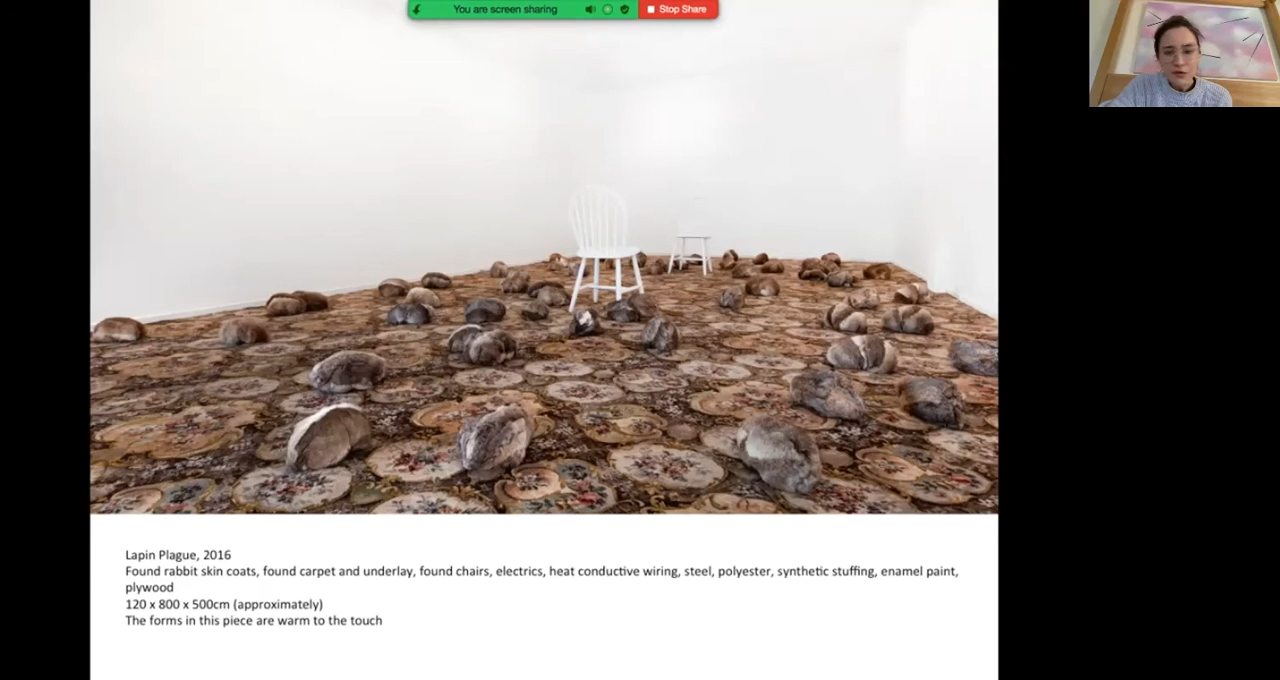 You are screen sharing
Stop Share
Lapin Plague, 2016
Found rabbit skin coats, found carpet and underlay, found chairs, electrics, heat conductive wiring, steel, polyester, synthetic stuffing, enamel paint,
plywood
120 x 800 x 500cm (approximately)
The forms in this piece are warm to the touch